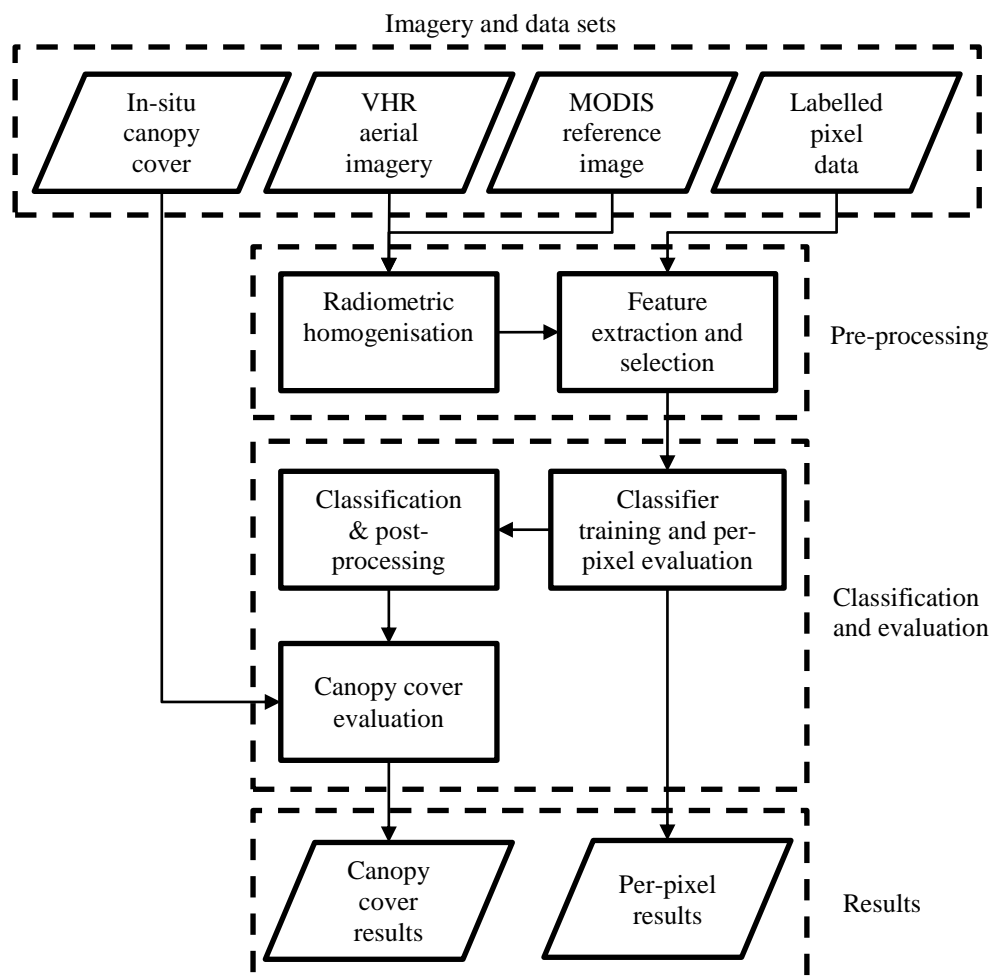 Imagery and data sets
In-situ
canopy
cover
VHR
aerial
imagery
MODIS
reference
image
Labelled
pixel
data
Radiometric
homogenisation
Feature
extraction and
selection
Pre-processing
Classification
& post-
processing
Classifier
training and per-
pixel evaluation
Classification
and evaluation
Canopy cover
evaluation
Canopy
cover
results
Per-pixel
results
Results